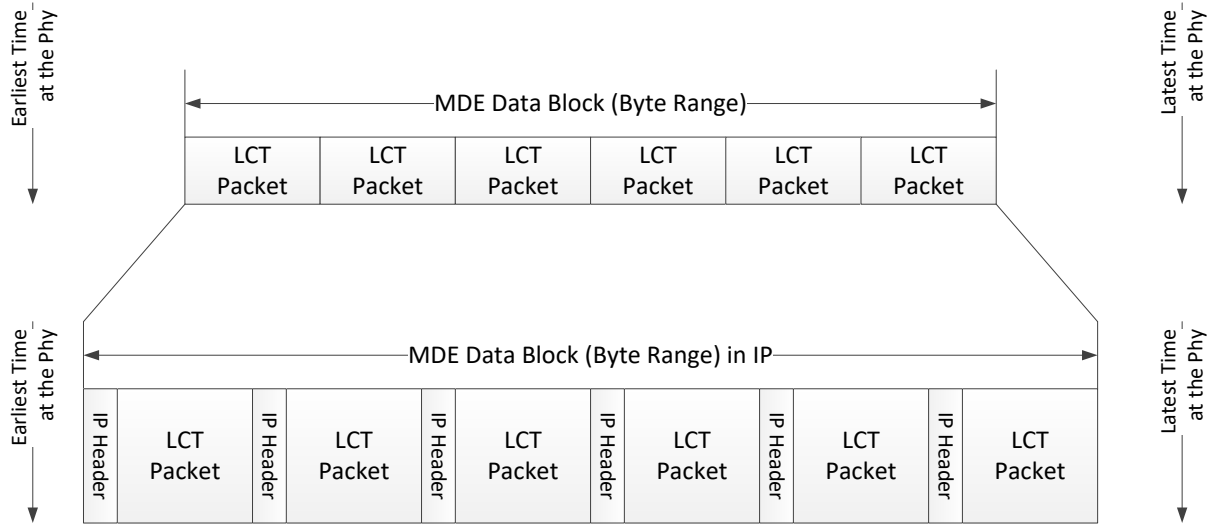 Earliest Time
at the Phy
Latest Time
at the Phy
MDE Data Block (Byte Range)
LCT
Packet
LCT
Packet
LCT
Packet
LCT
Packet
LCT
Packet
LCT
Packet
Earliest Time
at the Phy
Latest Time
at the Phy
MDE Data Block (Byte Range) in IP
IP Header
LCT
Packet
IP Header
LCT
Packet
IP Header
LCT
Packet
IP Header
LCT
Packet
IP Header
LCT
Packet
IP Header
LCT
Packet